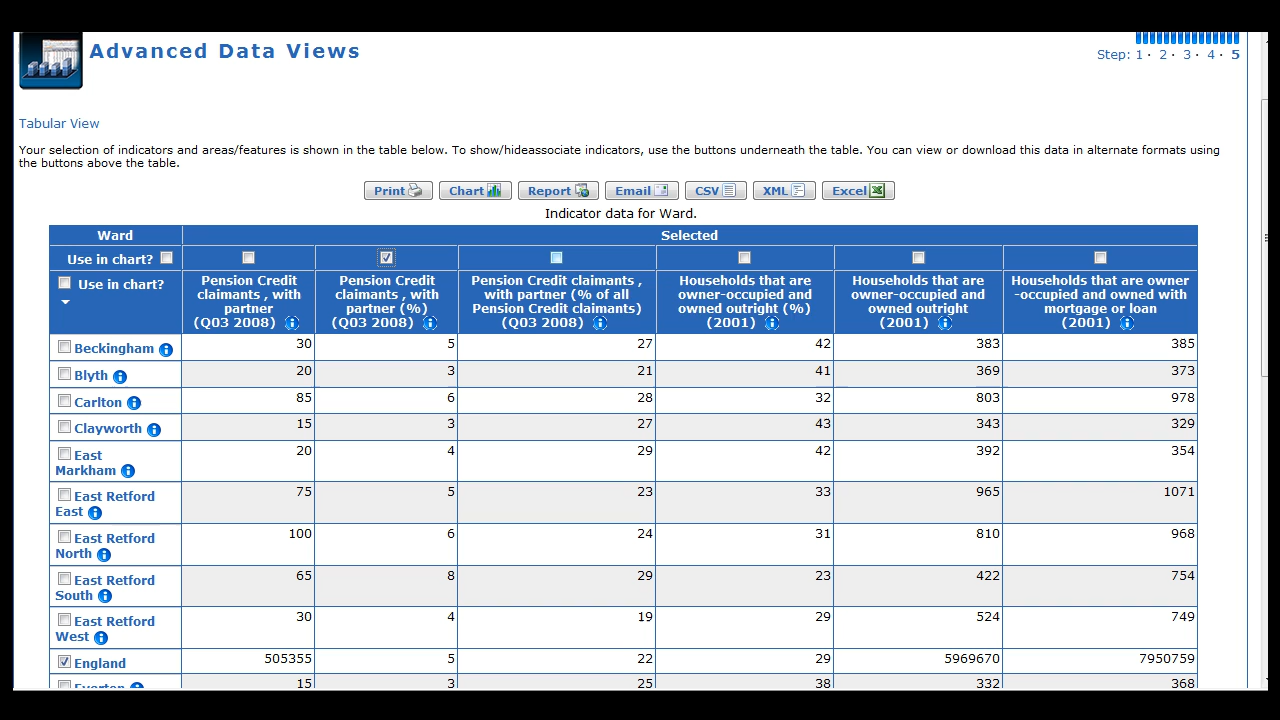 Advanced Data Views
Step: 1 · 2 · 3 · 4 · 5
Tabular View
Your selection of indicators and areas/features is shown in the table below. To show/hideassociate indicators, use the buttons underneath the table. You can view or download this data in alternate formats using
the buttons above the table.
Print Chart Report Email CSV XML Excel
Indicator data for Ward.
Ward Selected
Use in chart?
Use in chart?
Pension Credit claimants , with partner (Q03 2008)
Pension Credit claimants , with partner (%) (Q03 2008)
Pension Credit claimants , with partner (% of all Pension Credit claimants) (Q03 2008)
Households that are owner-occupied and owned outright (%) (2001)
Households that are owner-occupied and owned outright (2001)
Households that are owner -occupied and owned with mortgage or loan (2001)
Beckingham 30 5 27 42 383 385
Blyth 20 3 21 41 369 373
Carlton 85 6 28 32 803 978
Clayworth 15 3 27 43 343 329
East Markham 20 4 29 42 392 354
East Retford East 75 5 23 33 965 1071
East Retford North 100 6 24 31 810 968
East Retford South 65 8 29 23 422 754
East Retford West 30 4 19 29 524 749
England 505355 5 22 29 5969670 7950759
Everton 15 3 25 38 332 368